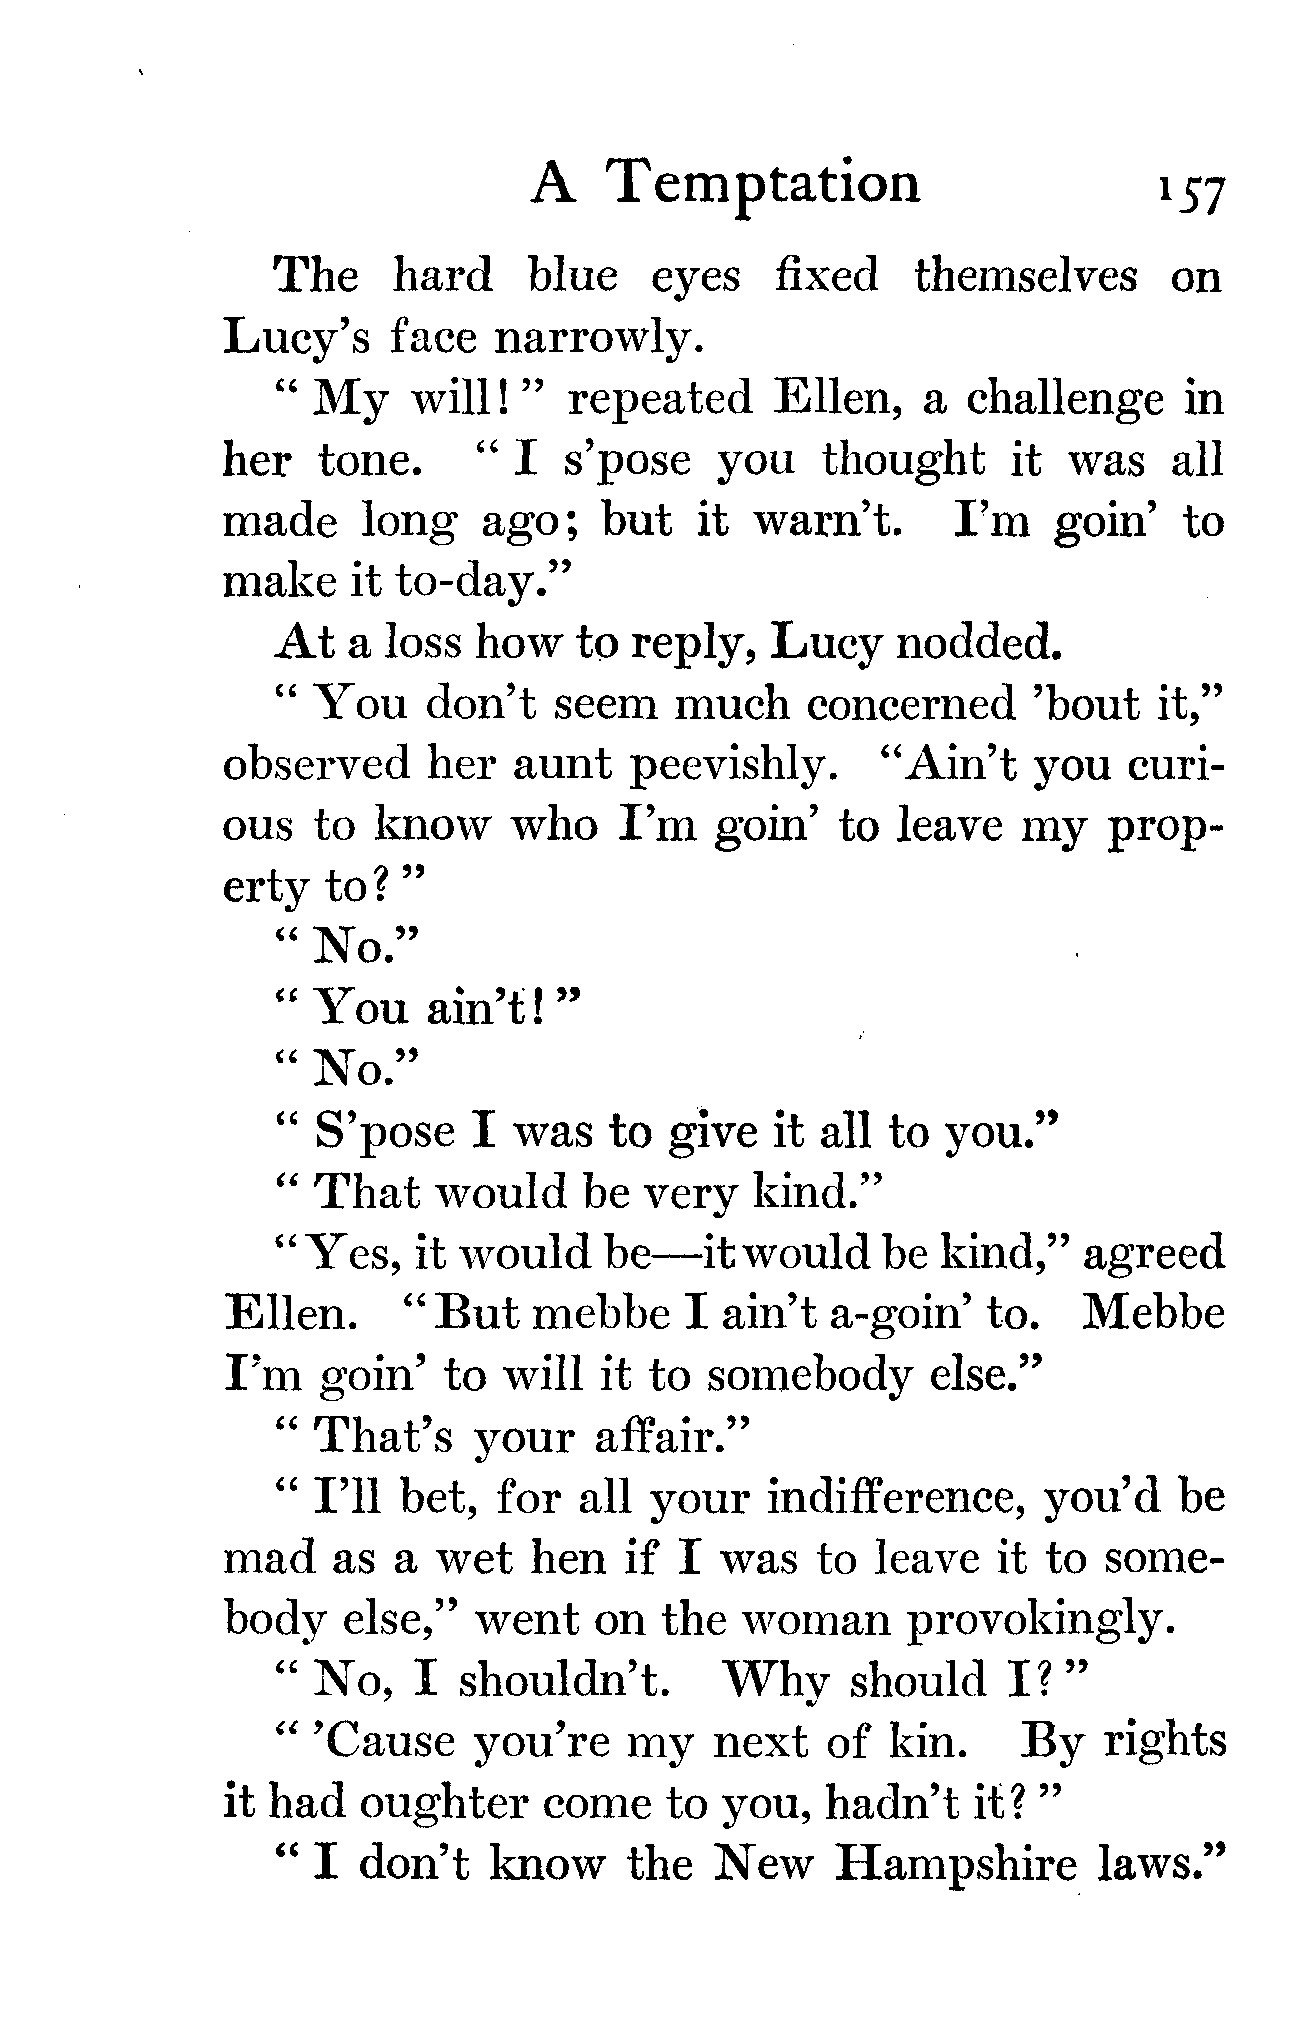 A Temptation 157
The hard blue eyes fixed themselves on
Lucy's face narrowly.
" My will! " repeated Ellen, a challenge in
her tone. " I s'pose you thought it was all
made long ago; but it warn't. I'm goin' to
make it to-day."
At a loss how to reply, Lucy nodded.
" You don't seem much concerned 'bout it,"
observed her aunt peevishly. "Ain't you curi-
ous to know who I'm goin' to leave my prop-
erty to? "
" No."
" You ain't! "
" No."
" S'pose I was to give it all to you."
" That would be very kind."
"Yes, it would be—it would be kind," agreed
Ellen. "But mebbe I ain't a-goin' to. Mebbe
I'm goin' to will it to somebody else."
" That's your affair."
" I'll bet, for all your indifference, you'd be
mad as a wet hen if I was to leave it to some-
body else," went on the woman provokingly.
" No, I shouldn't. Why should I? "
" 'Cause you're my next of kin. By rights
it had oughter come to you, hadn't it? "
" I don't know the New Hampshire laws."